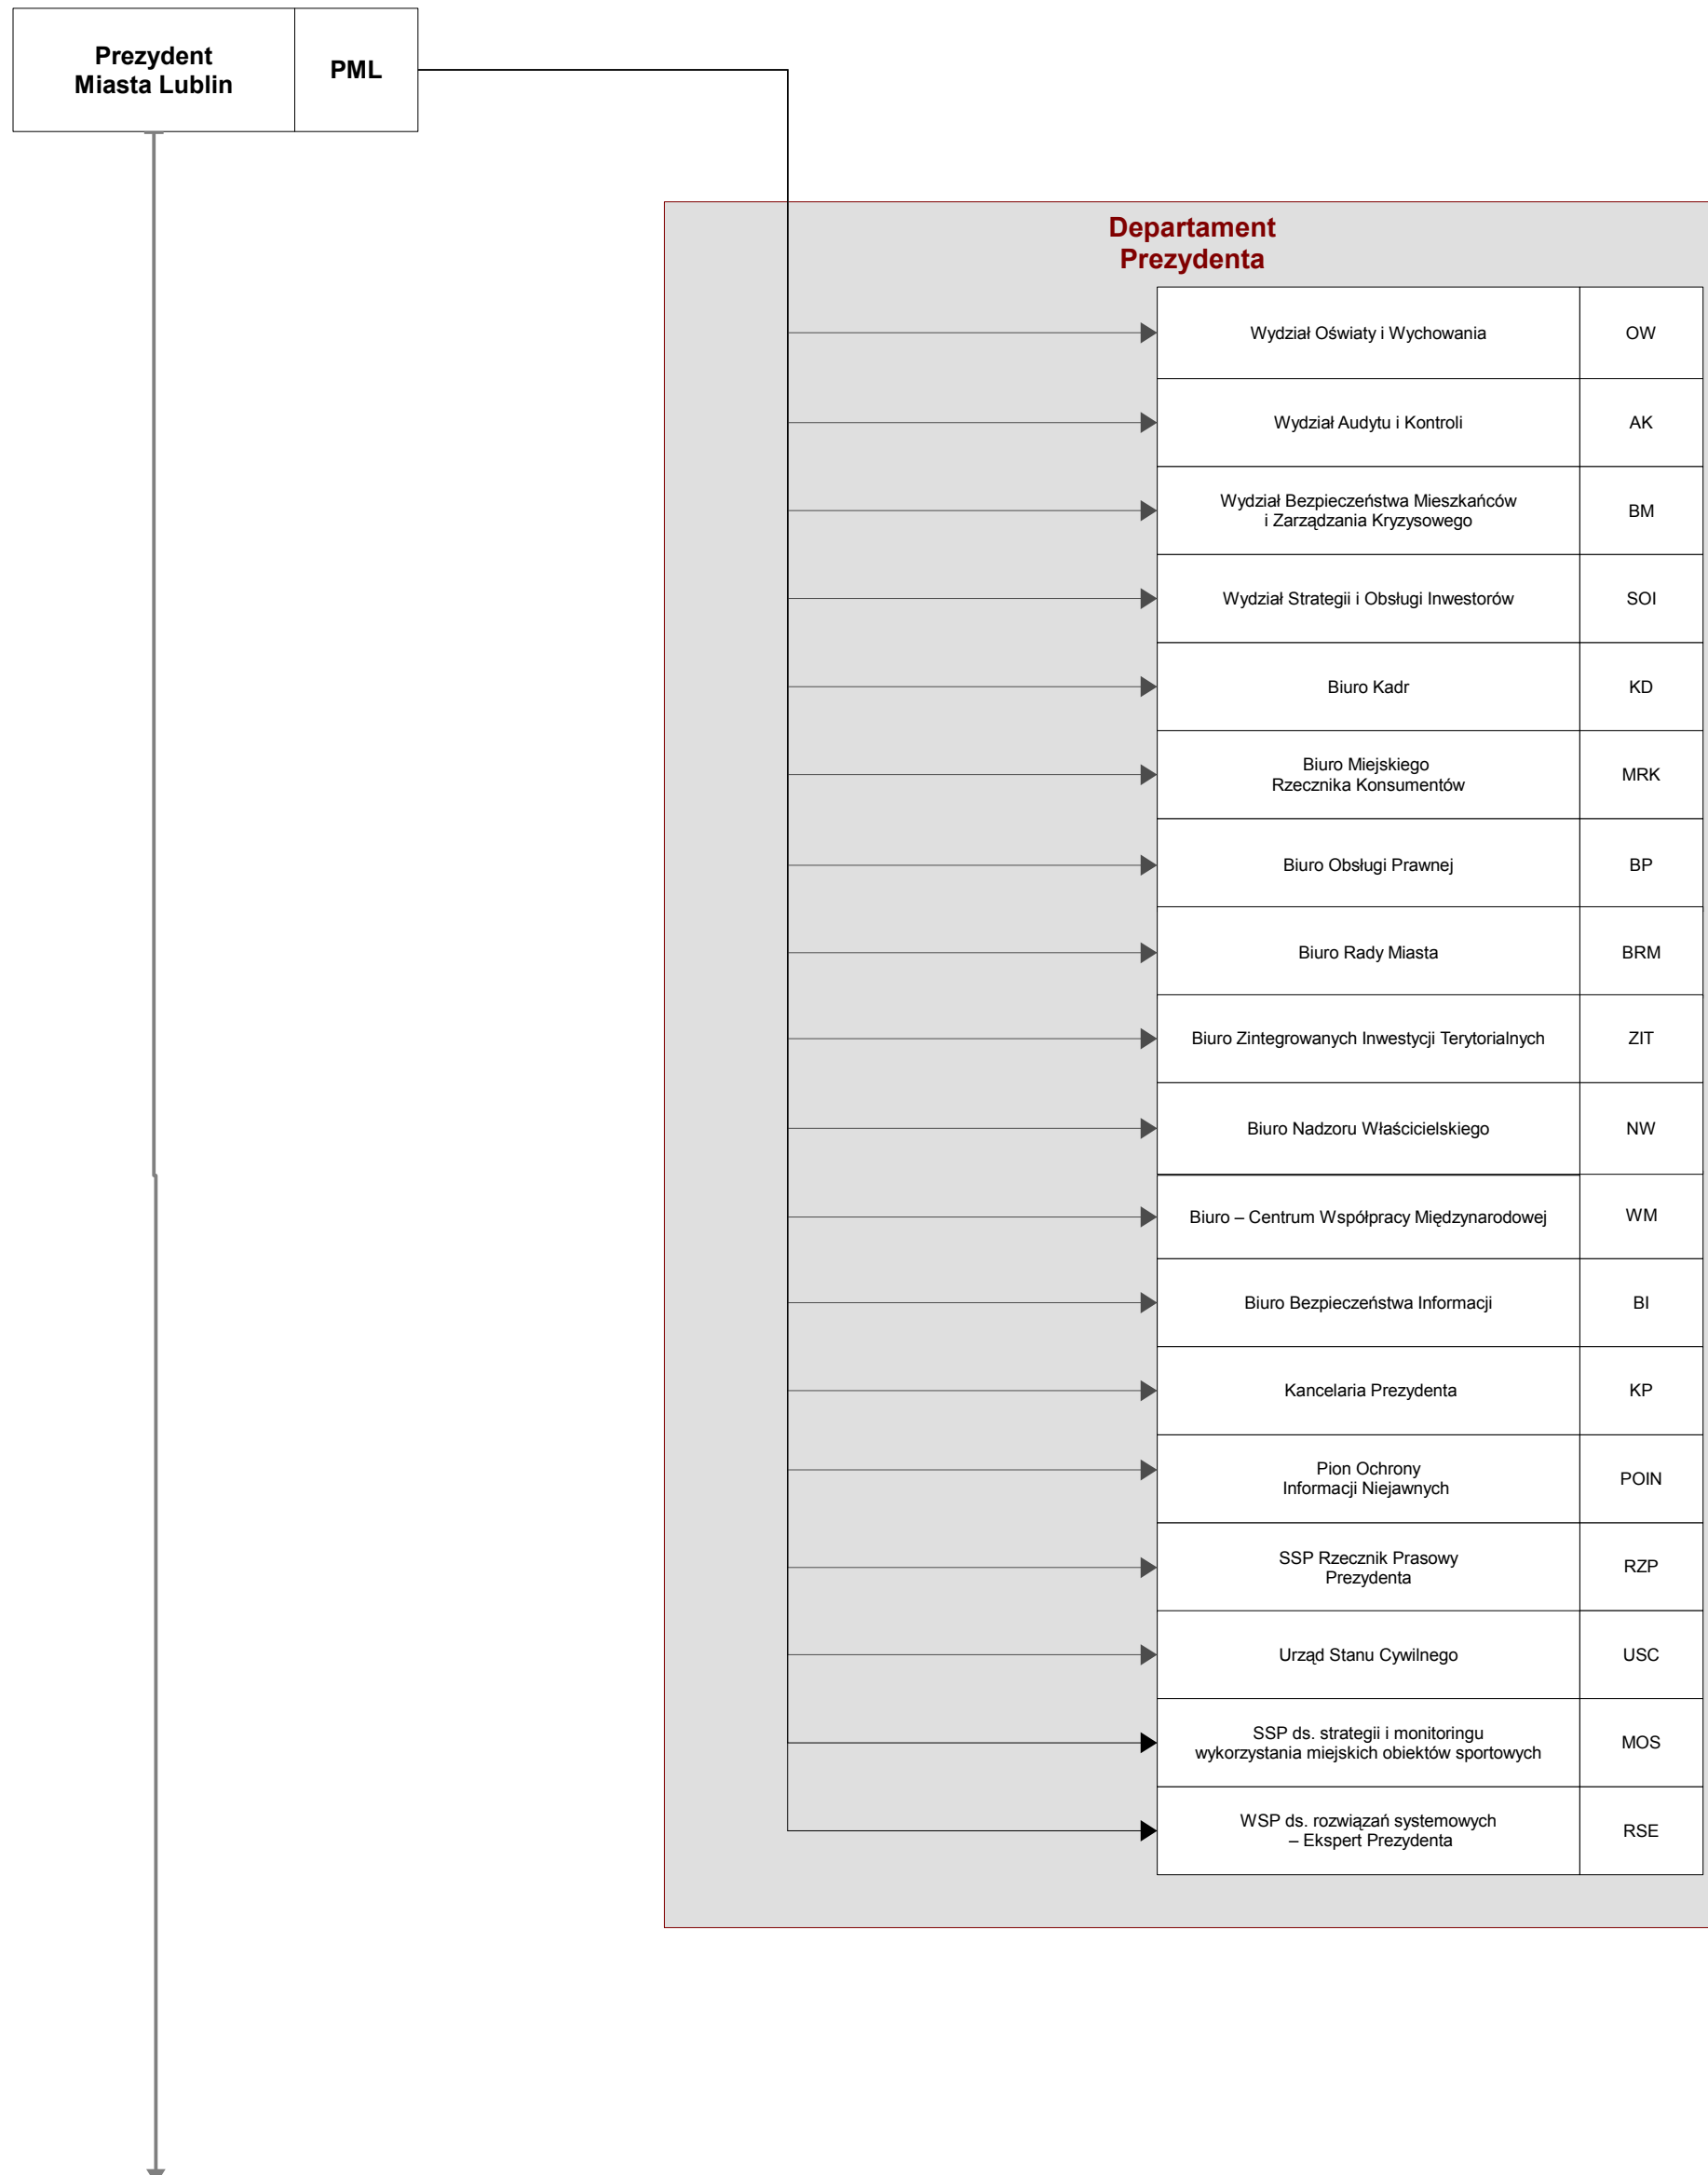 Prezydent
Miasta Lublin
PML
Departament
Prezydenta
Wydział Oświaty i Wychowania
OW
Wydział Audytu i Kontroli
AK
Wydział Bezpieczeństwa Mieszkańców
i Zarządzania Kryzysowego
BM
Wydział Strategii i Obsługi Inwestorów
SOI
Biuro Kadr
KD
Biuro Miejskiego
Rzecznika Konsumentów
MRK
Biuro Obsługi Prawnej
BP
Biuro Rady Miasta
BRM
Biuro Zintegrowanych Inwestycji Terytorialnych
ZIT
Biuro Nadzoru Właścicielskiego
NW
Biuro – Centrum Współpracy Międzynarodowej
WM
Biuro Bezpieczeństwa Informacji
BI
Kancelaria Prezydenta
KP
Pion Ochrony
Informacji Niejawnych
POIN
SSP Rzecznik Prasowy
Prezydenta
RZP
Urząd Stanu Cywilnego
USC
SSP ds. strategii i monitoringu
wykorzystania miejskich obiektów sportowych
MOS
WSP ds. rozwiązań systemowych
– Ekspert Prezydenta
RSE